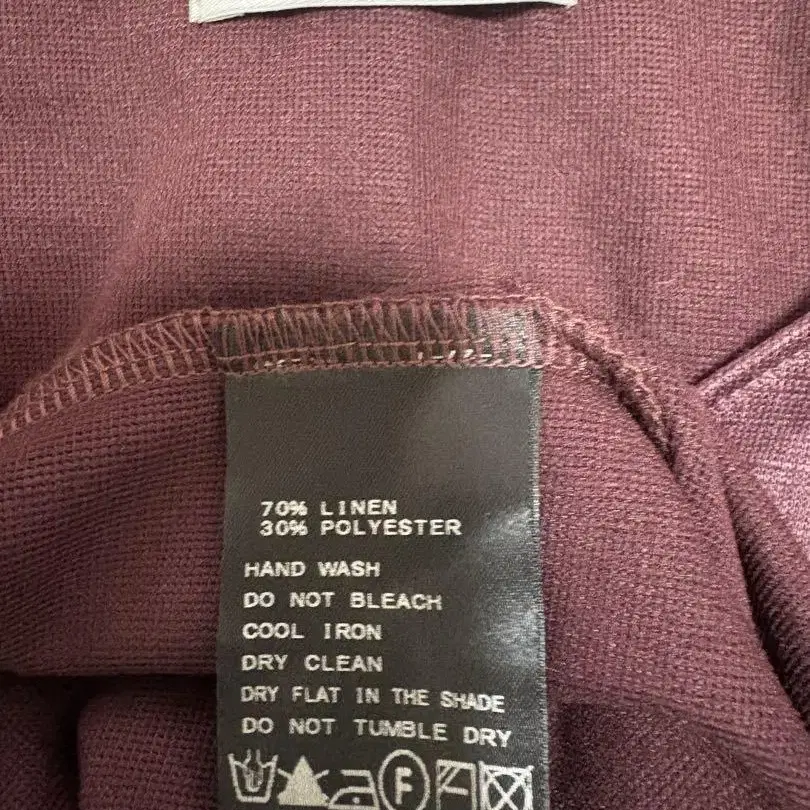 70% LINEN
30% POLYESTER
HAND WASH
DO NOT BLEACH
COOL IRON
DRY CLEAN
DRY FLAT IN THE SHADE
DO NOT TUMBLE DRY
F